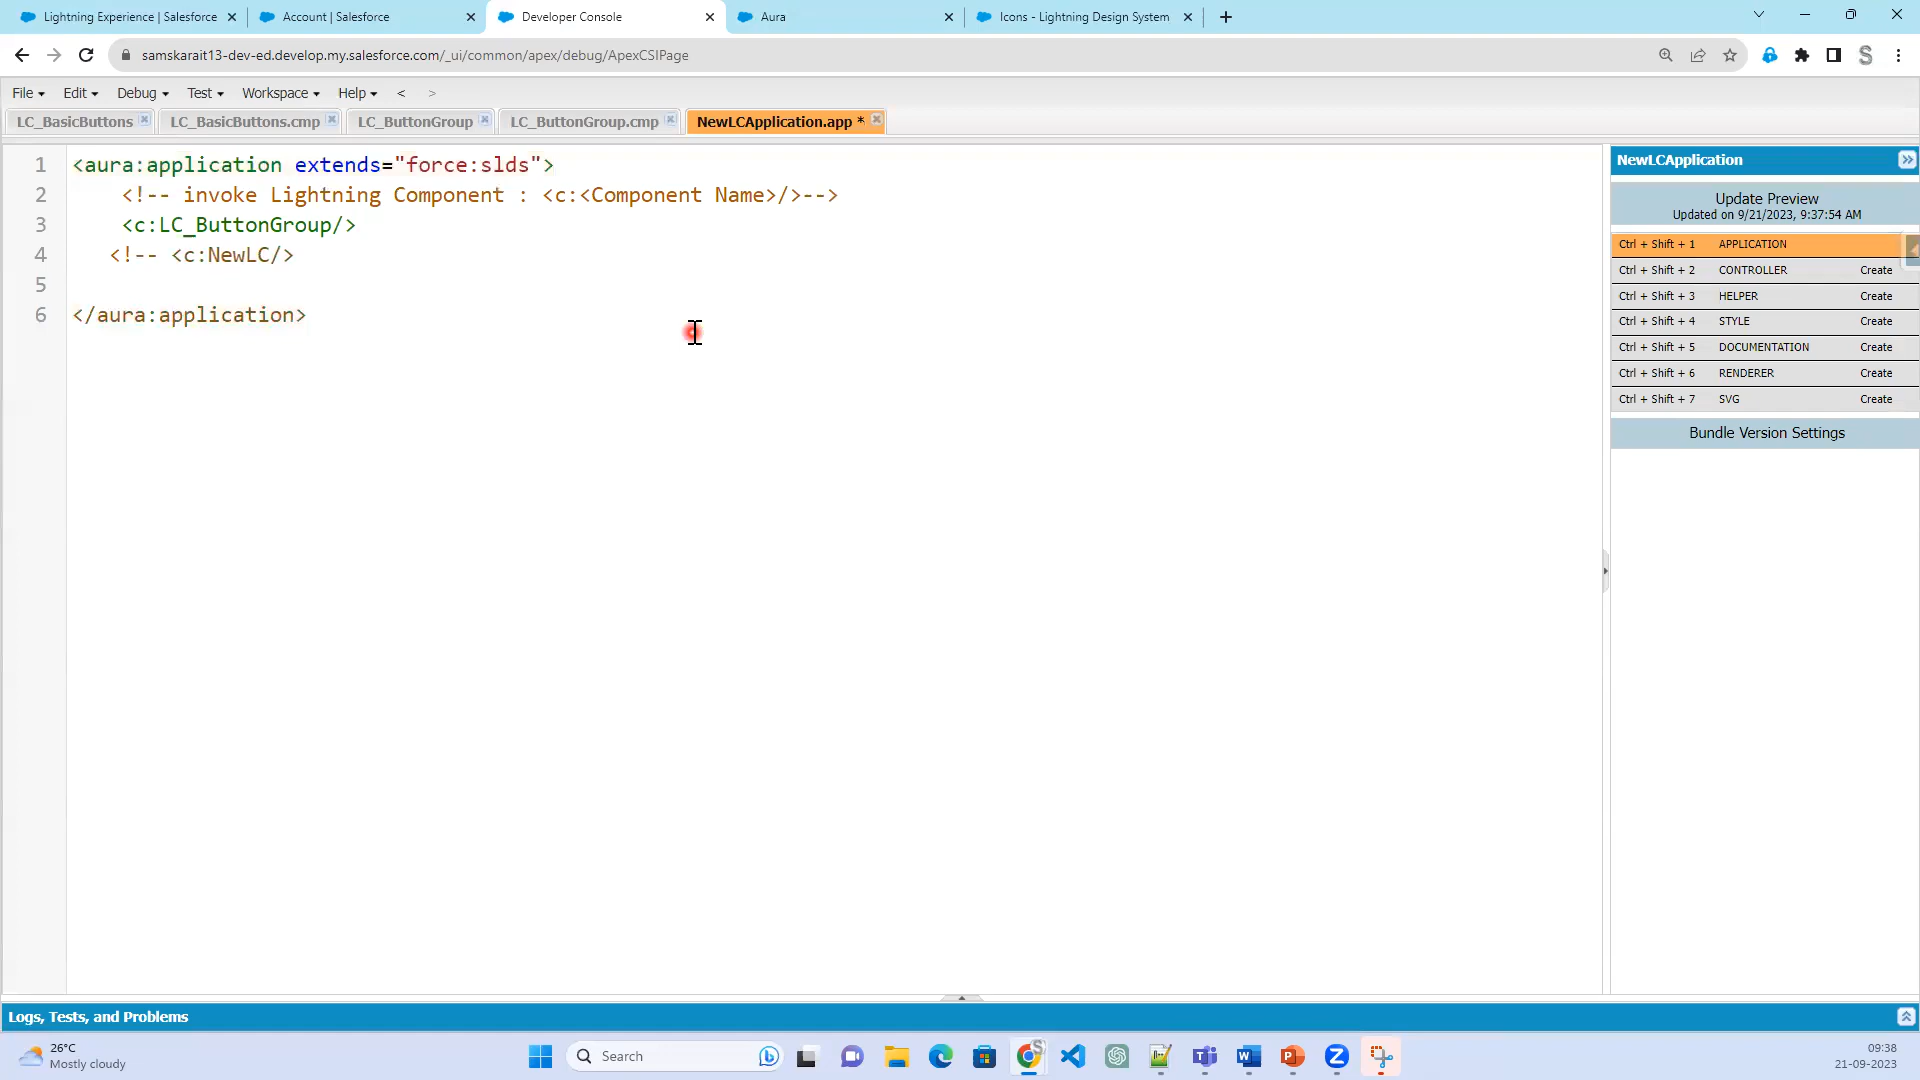 Lightning Experience | Salesforce
Account | Salesforce
Developer Console
Aura
Icons - Lightning Design System
samskarait13-dev-ed.develop.my.salesforce.com/_ui/common/apex/debug/ApexCSIPage
File
Edit
Debug
Test
Workspace
Help
<
>
LC_BasicButtons
LC_BasicButtons.cmp
LC_ButtonGroup
LC_ButtonGroup.cmp
NewLCApplication.app *
1 <aura:application extends="force:slds">
2 <!-- invoke Lightning Component : <c:<Component Name>/>-->
3 <c:LC_ButtonGroup/>
4 <!-- <c:NewLC/>
5
6 </aura:application>
NewLCApplication
Update Preview
Updated on 9/21/2023, 9:37:54 AM
Ctrl + Shift + 1 APPLICATION
Ctrl + Shift + 2 CONTROLLER Create
Ctrl + Shift + 3 HELPER Create
Ctrl + Shift + 4 STYLE Create
Ctrl + Shift + 5 DOCUMENTATION Create
Ctrl + Shift + 6 RENDERER Create
Ctrl + Shift + 7 SVG Create
Bundle Version Settings
Logs, Tests, and Problems
26°C
Mostly cloudy
Search
09:38
21-09-2023